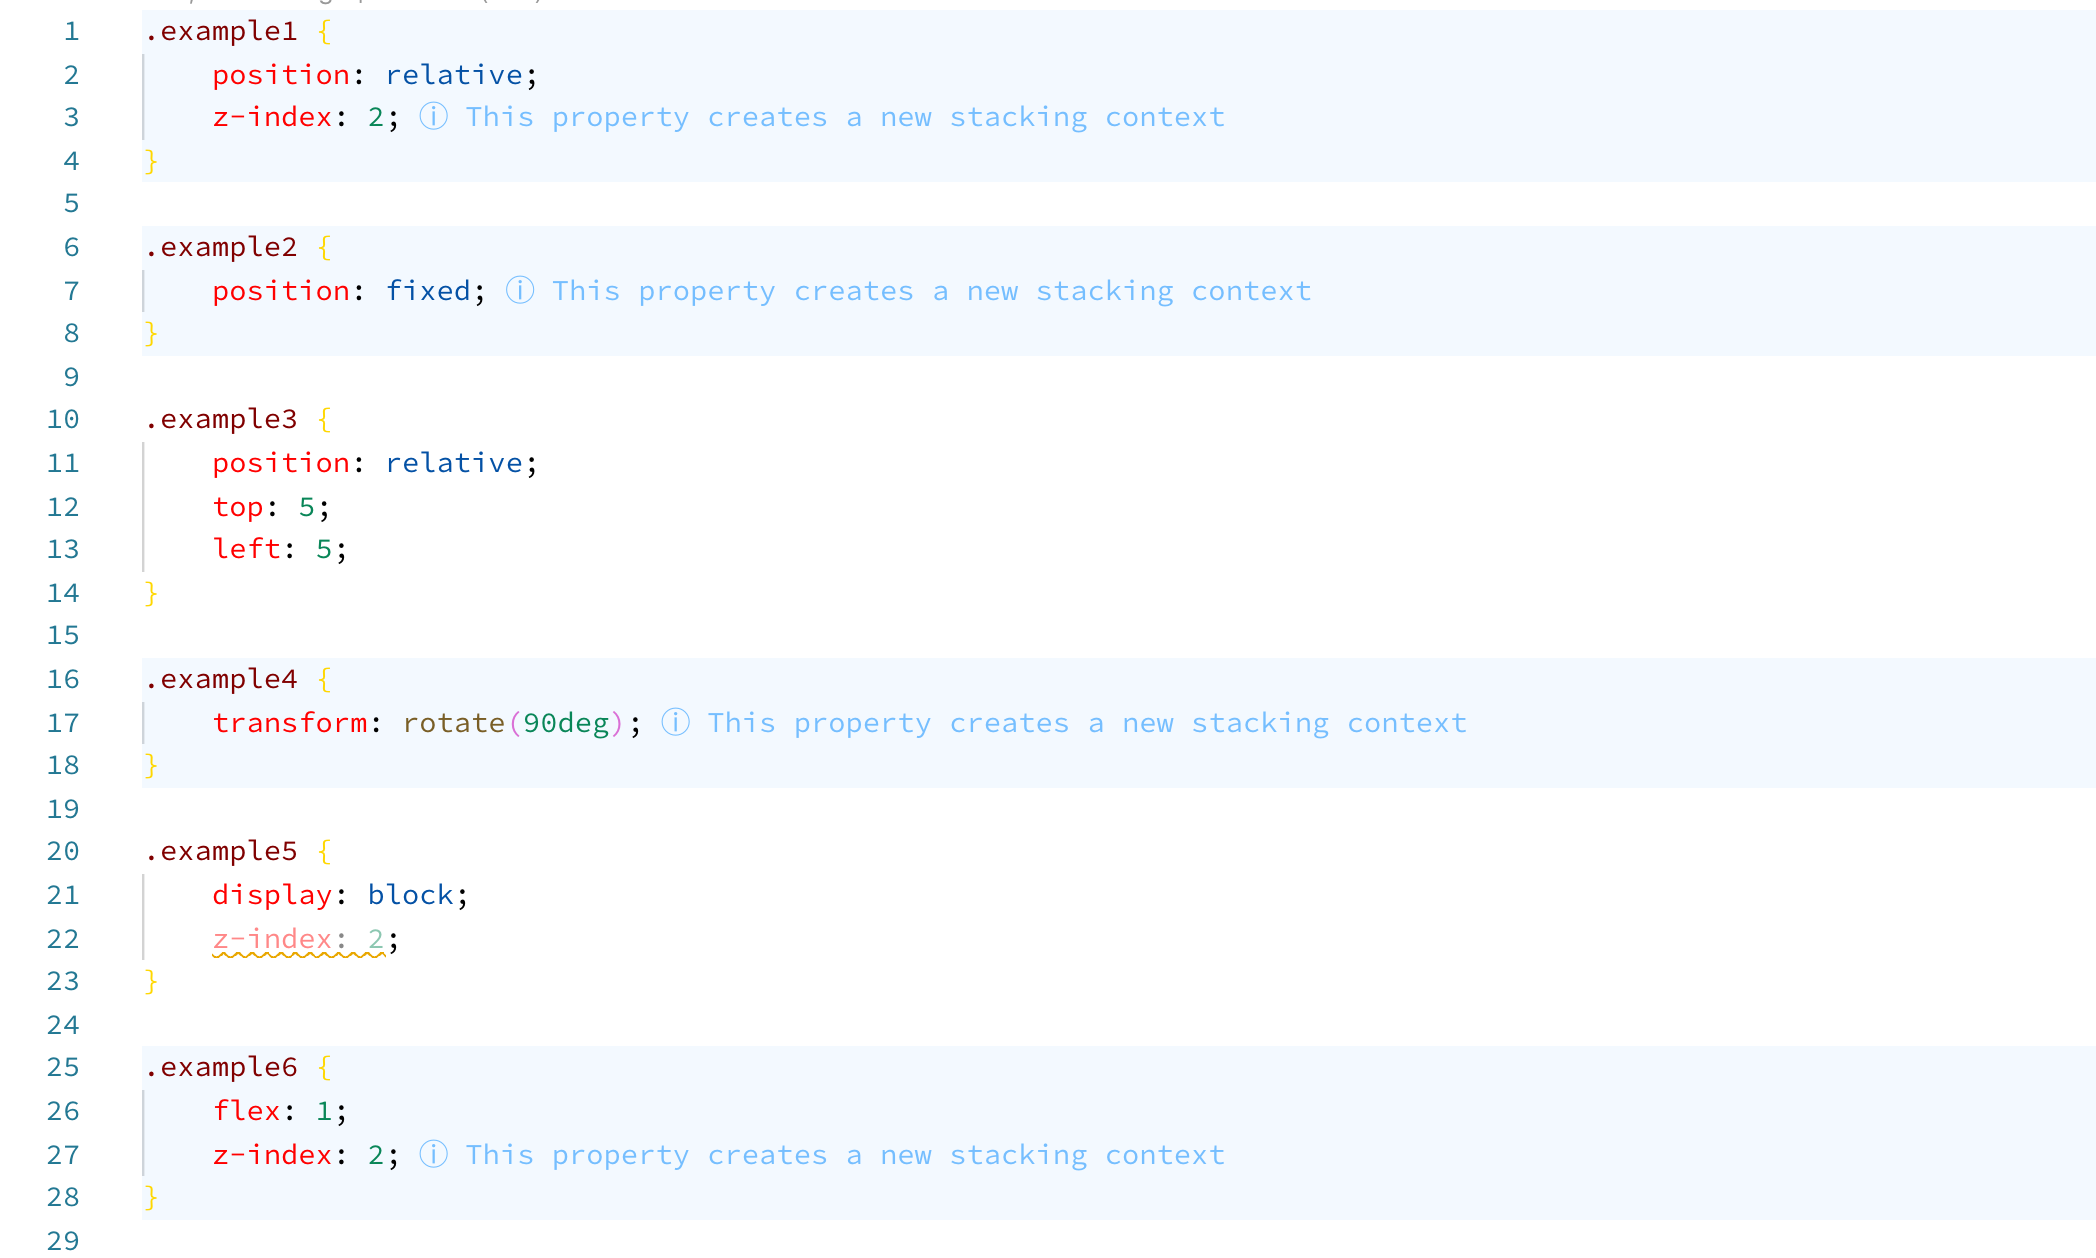 1 .example1 {
2 position: relative;
3 z-index: 2; ⓘ This property creates a new stacking context
4 }
5
6 .example2 {
7 position: fixed; ⓘ This property creates a new stacking context
8 }
9
10 .example3 {
11 position: relative;
12 top: 5;
13 left: 5;
14 }
15
16 .example4 {
17 transform: rotate(90deg); ⓘ This property creates a new stacking context
18 }
19
20 .example5 {
21 display: block;
22 z-index: 2;
23 }
24
25 .example6 {
26 flex: 1;
27 z-index: 2; ⓘ This property creates a new stacking context
28 }
29